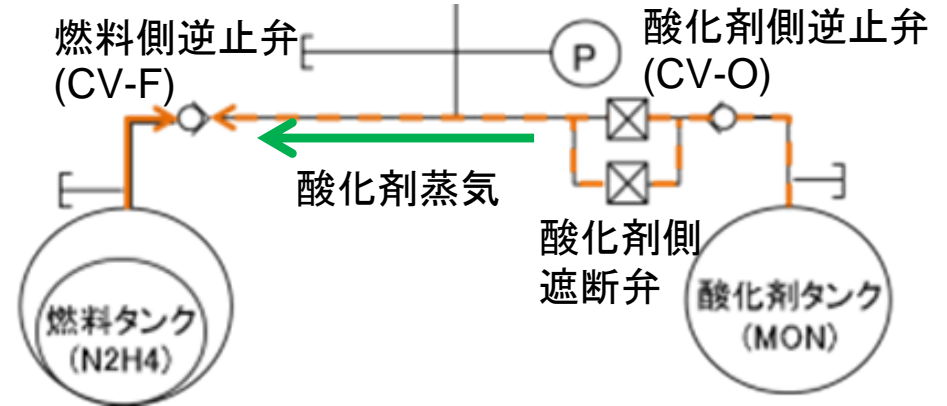 燃料側逆止弁
(CV-F)
P
酸化剤側逆止弁
(CV-O)
酸化剤蒸気
酸化剤側
遮断弁
燃料タンク
(N2H4)
酸化剤タンク
(MON)